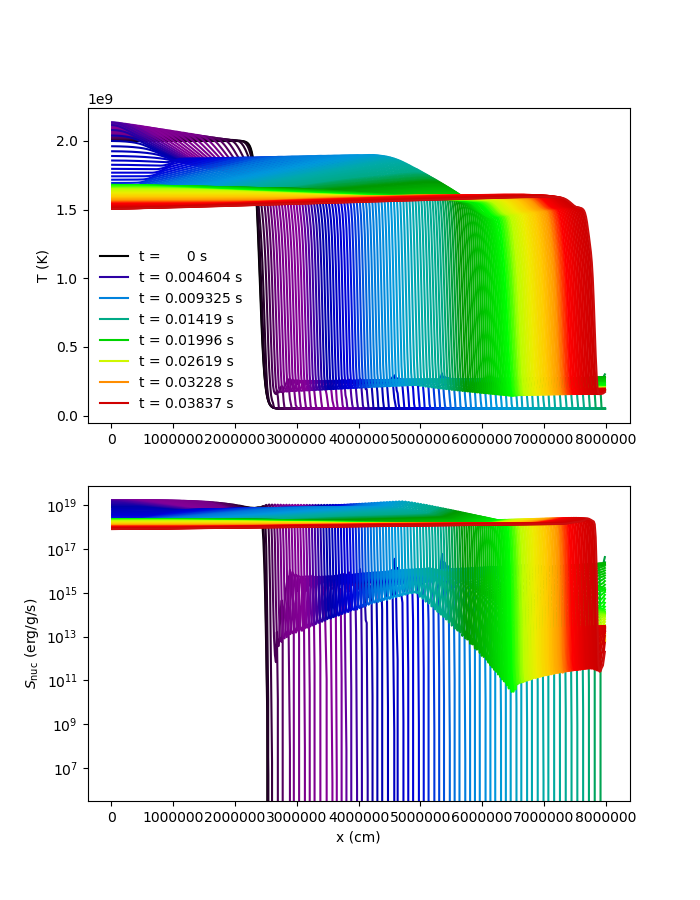 1e9
2.0
1.5
1.0
0.5
0.0
T (K)
t =      0 s
t = 0.004604 s
t = 0.009325 s
t = 0.01419 s
t = 0.01996 s
t = 0.02619 s
t = 0.03228 s
t = 0.03837 s
0 1000000 2000000 3000000 4000000 5000000 6000000 7000000 8000000
10^19
10^17
10^15
10^13
10^11
10^9
10^7
S_nuc (erg/g/s)
0 1000000 2000000 3000000 4000000 5000000 6000000 7000000 8000000
x (cm)